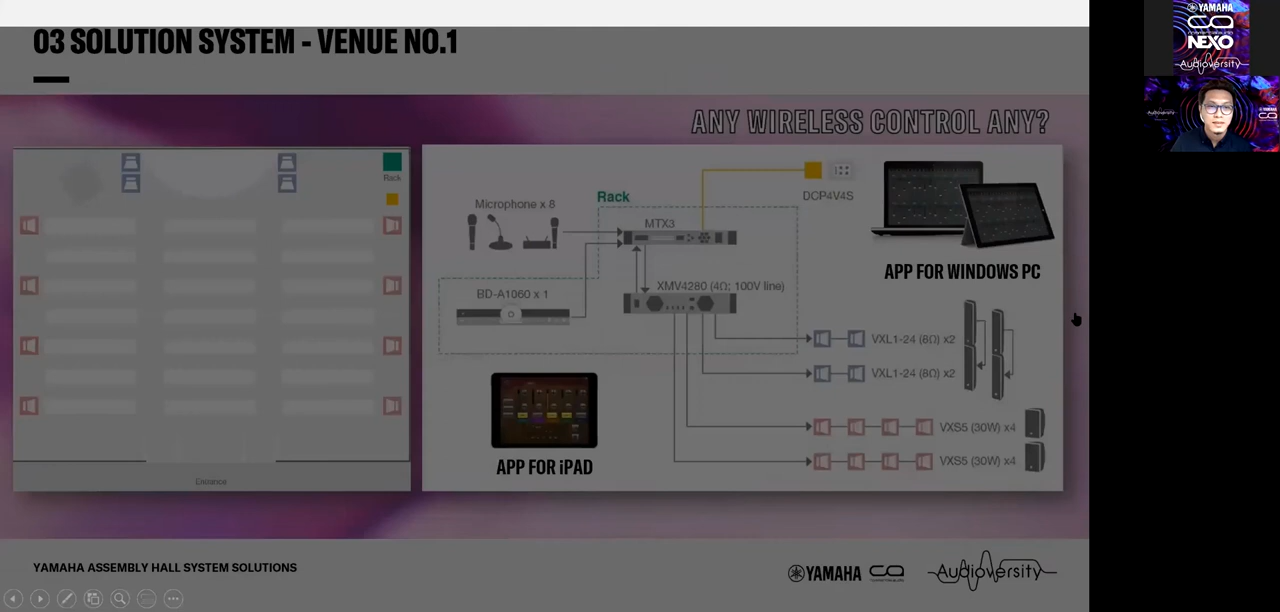 03 SOLUTION SYSTEM - VENUE NO.1
ANY WIRELESS CONTROL ANY?
Rack
Entrance
Rack
Microphone x 8
MTX3
DCP4V4S
BD-A1060 x 1
XMV4280 (4Ω; 100V line)
APP FOR WINDOWS PC
VXL1-24 (8Ω) x2
VXL1-24 (8Ω) x2
VXS5 (30W) x4
VXS5 (30W) x4
APP FOR iPAD
YAMAHA ASSEMBLY HALL SYSTEM SOLUTIONS
YAMAHA
Audioversity
YAMAHA
NEXO
Audioversity